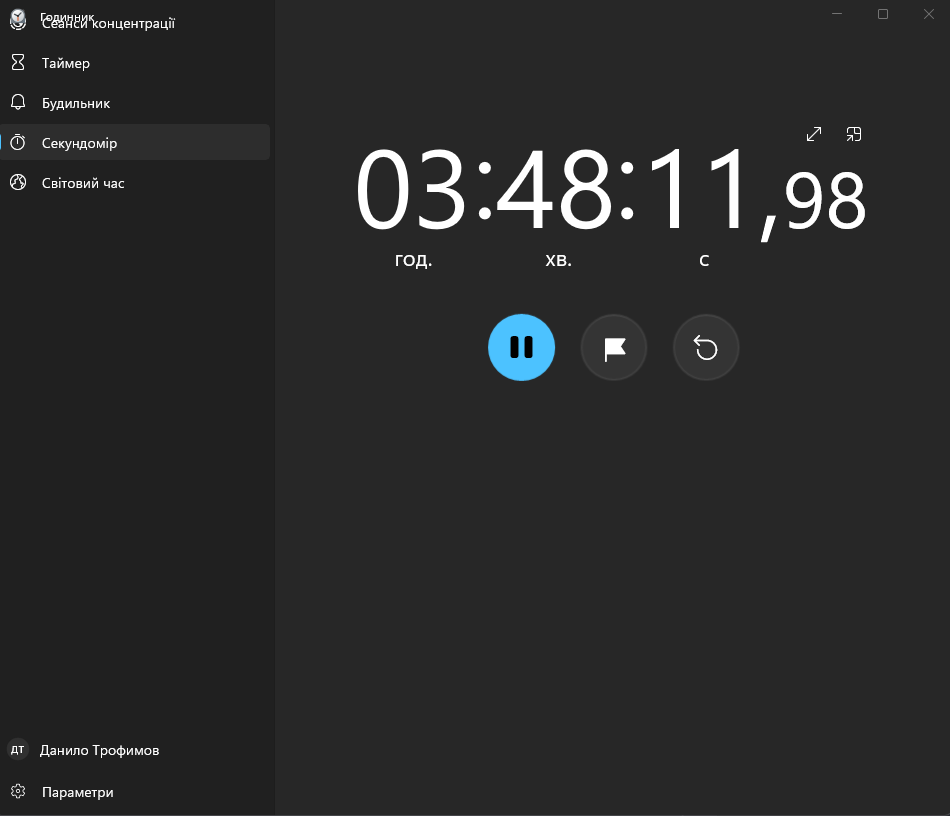 Годинник
Сеанси концентрації
Таймер
Будильник
Секундомір
Світовий час
03:48:11,98
ГОД. ХВ. С
ДТ Данило Трофимов
Параметри